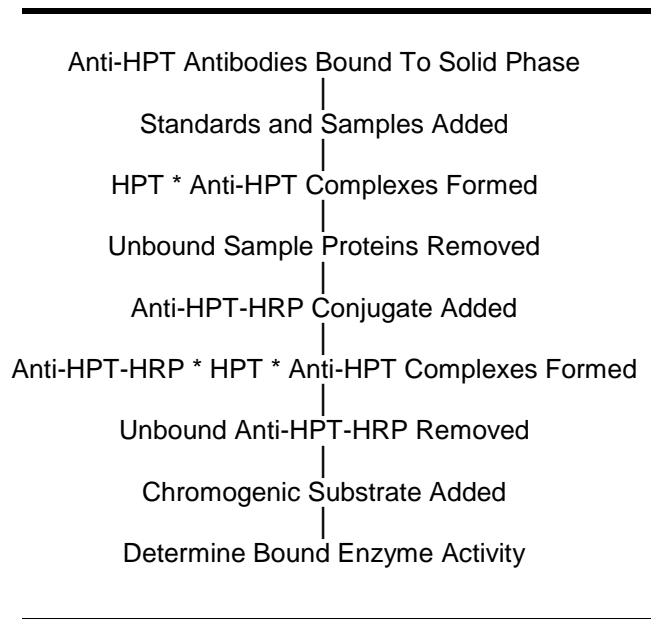 Anti-HPT Antibodies Bound To Solid Phase
Standards and Samples Added
HPT * Anti-HPT Complexes Formed
Unbound Sample Proteins Removed
Anti-HPT-HRP Conjugate Added
Anti-HPT-HRP * HPT * Anti-HPT Complexes Formed
Unbound Anti-HPT-HRP Removed
Chromogenic Substrate Added
Determine Bound Enzyme Activity